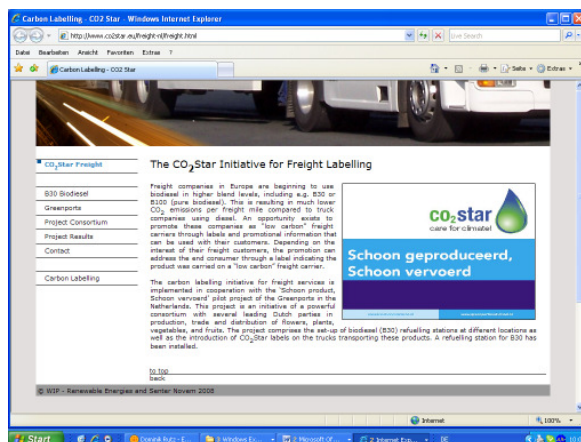 Carbon Labelling - CO2 Star - Windows Internet Explorer
http://www.co2star.eu/freight-nl/freight.html
Live Search
Datei Bearbeiten Ansicht Favoriten Extras ?
Carbon Labelling - CO2 Star
Seite
Extras
CO2Star Freight
B30 Biodiesel
Greenports
Project Consortium
Project Results
Contact
Carbon Labelling
The CO2Star Initiative for Freight Labelling
Freight companies in Europe are beginning to use
biodiesel in higher blend levels, including e.g. B30 or
B100 (pure biodiesel). This is resulting in much lower
CO2 emissions per freight mile compared to truck
companies using diesel. An opportunity exists to
promote these companies as "low carbon" freight
carriers through labels and promotional information that
can be used with their customers. Depending on the
interest of their freight customers, the promotion can
address the end consumer through a label indicating the
product was carried on a "low carbon" freight carrier.
The carbon labelling initiative for freight services is
implemented in cooperation with the 'Schoon product,
Schoon vervoerd' pilot project of the Greenports in the
Netherlands. This project is an initiative of a powerful
consortium with several leading Dutch parties in
production, trade and distribution of flowers, plants,
vegetables, and fruits. The project comprises the set-up of biodiesel (B30) refuelling stations at different locations as
well as the introduction of CO2Star labels on the trucks transporting these products. A refuelling station for B30 has
been installed.
co2star
care for climate!
Schoon geproduceerd,
Schoon vervoerd
to top
back
© WIP - Renewable Energies and Senter Novem 2008
Internet
100%
Start
Dominik Rutz - E...
3 Windows Ex...
2 Microsoft Of...
2 Internet Exp...
DE